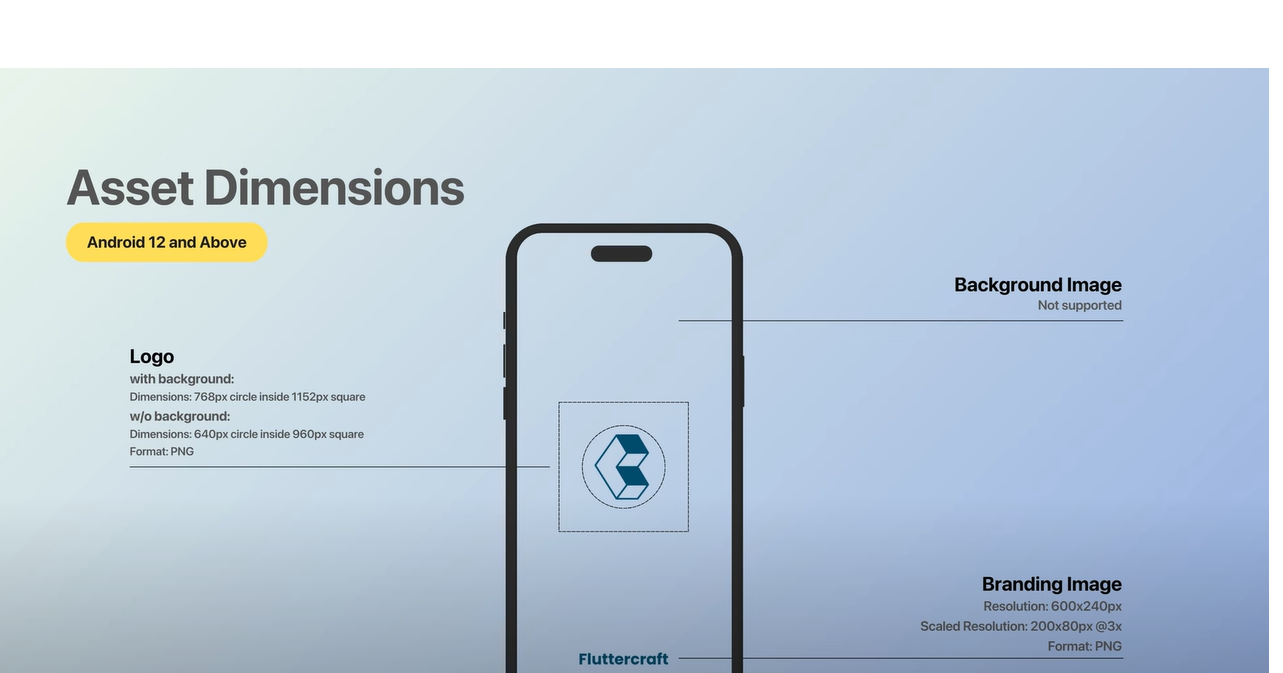 Asset Dimensions
Android 12 and Above
Background Image
Not supported
Logo
with background:
Dimensions: 768px circle inside 1152px square
w/o background:
Dimensions: 640px circle inside 960px square
Format: PNG
Branding Image
Resolution: 600x240px
Scaled Resolution: 200x80px @3x
Format: PNG
Fluttercraft